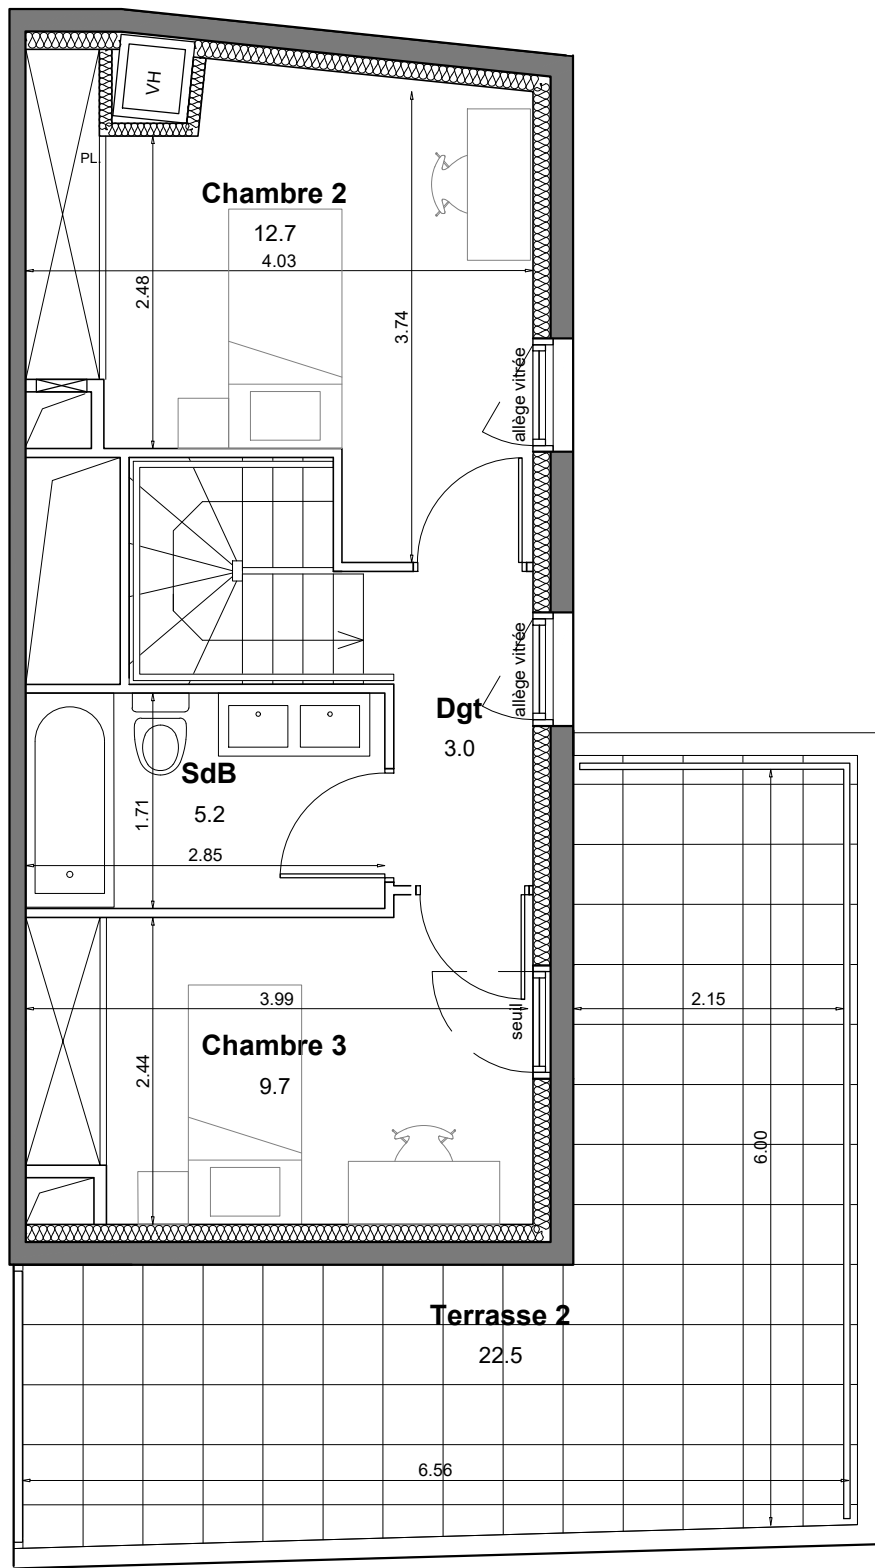 VH
PL.
Chambre 2
12.7
4.03
2.48
3.74
allège vitrée
allège vitrée
Dgt
3.0
SdB
5.2
1.71
2.85
3.99
2.15
seuil
Chambre 3
9.7
2.44
6.00
Terrasse 2
22.5
6.56